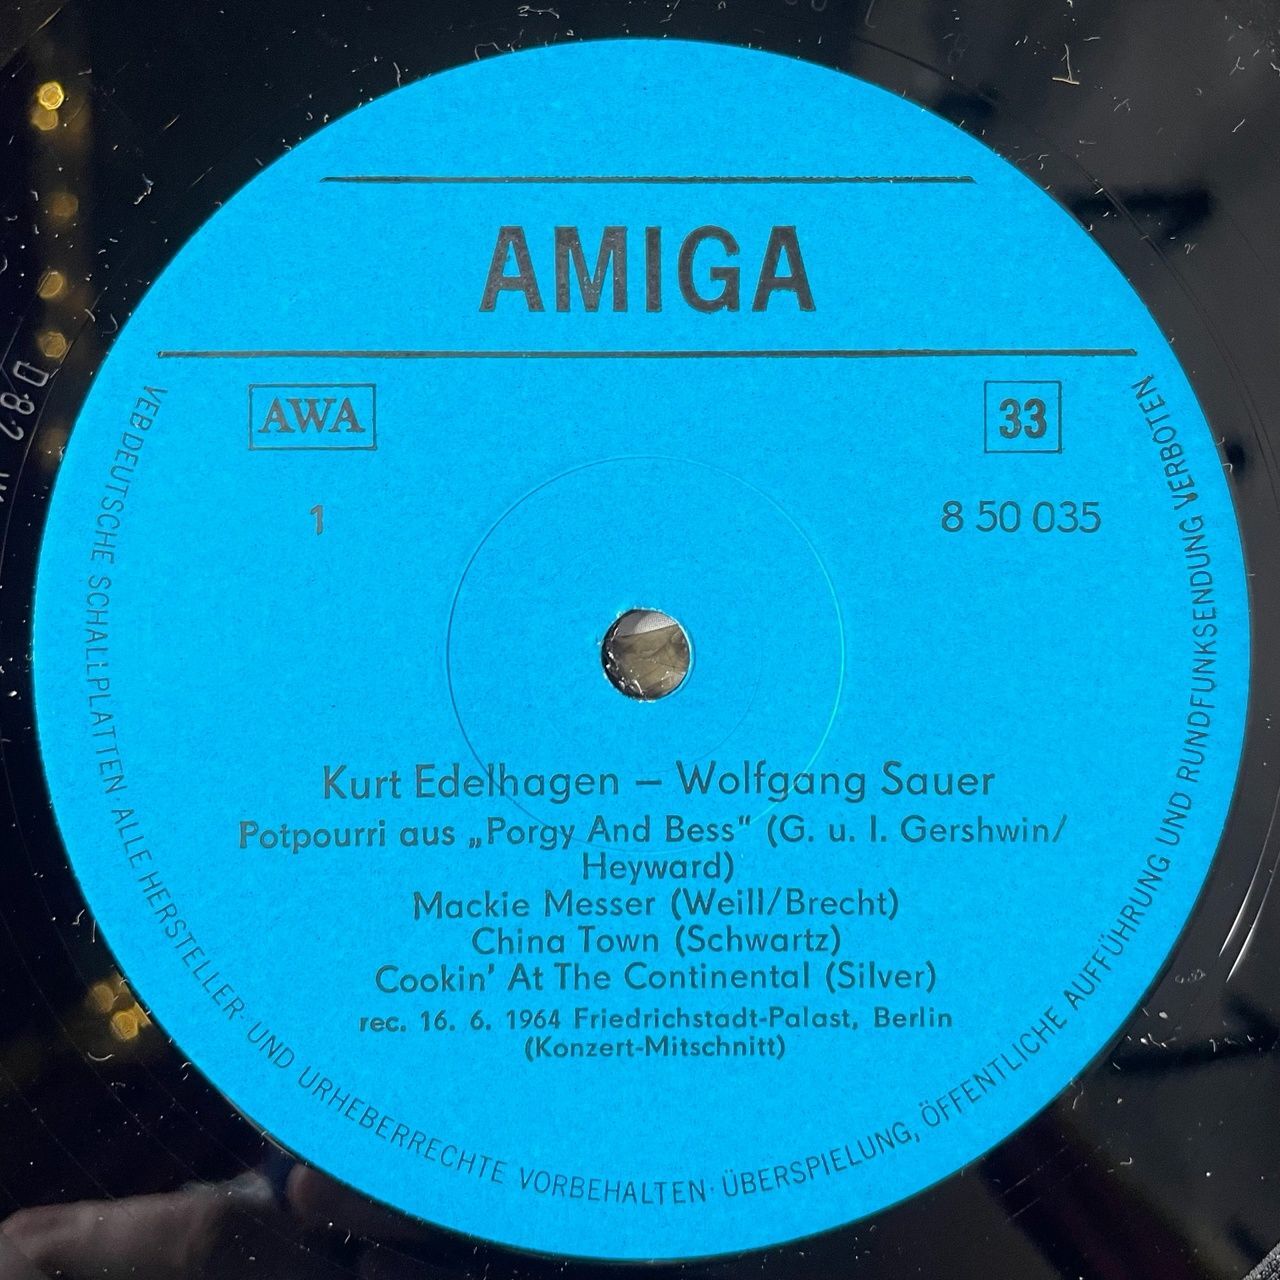 AMIGA
AWA
33
1
8 50 035
Kurt Edelhagen – Wolfgang Sauer
Potpourri aus „Porgy And Bess“ (G. u. I. Gershwin/
Heyward)
Mackie Messer (Weill/Brecht)
China Town (Schwartz)
Cookin’ At The Continental (Silver)
rec. 16. 6. 1964 Friedrichstadt-Palast, Berlin
(Konzert-Mitschnitt)
VEB DEUTSCHE SCHALLPLATTEN ALLE HERSTELLER- UND URHEBERRECHTE VORBEHALTEN · ÜBERSPIELUNG, ÖFFENTLICHE AUFFÜHRUNG UND RUNDFUNKSENDUNG VERBOTEN
D 82